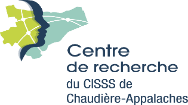 Centre
de recherche
du CISSS de
Chaudière-Appalaches